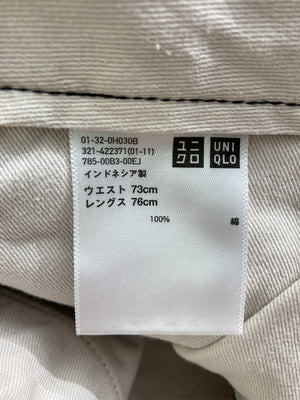 01-32-0H030B
321-422371(01-11)
785-00B3-00EJ
ユニクロ
UNIQLO
インドネシア製
ウエスト 73cm
レングス 76cm
100% 綿